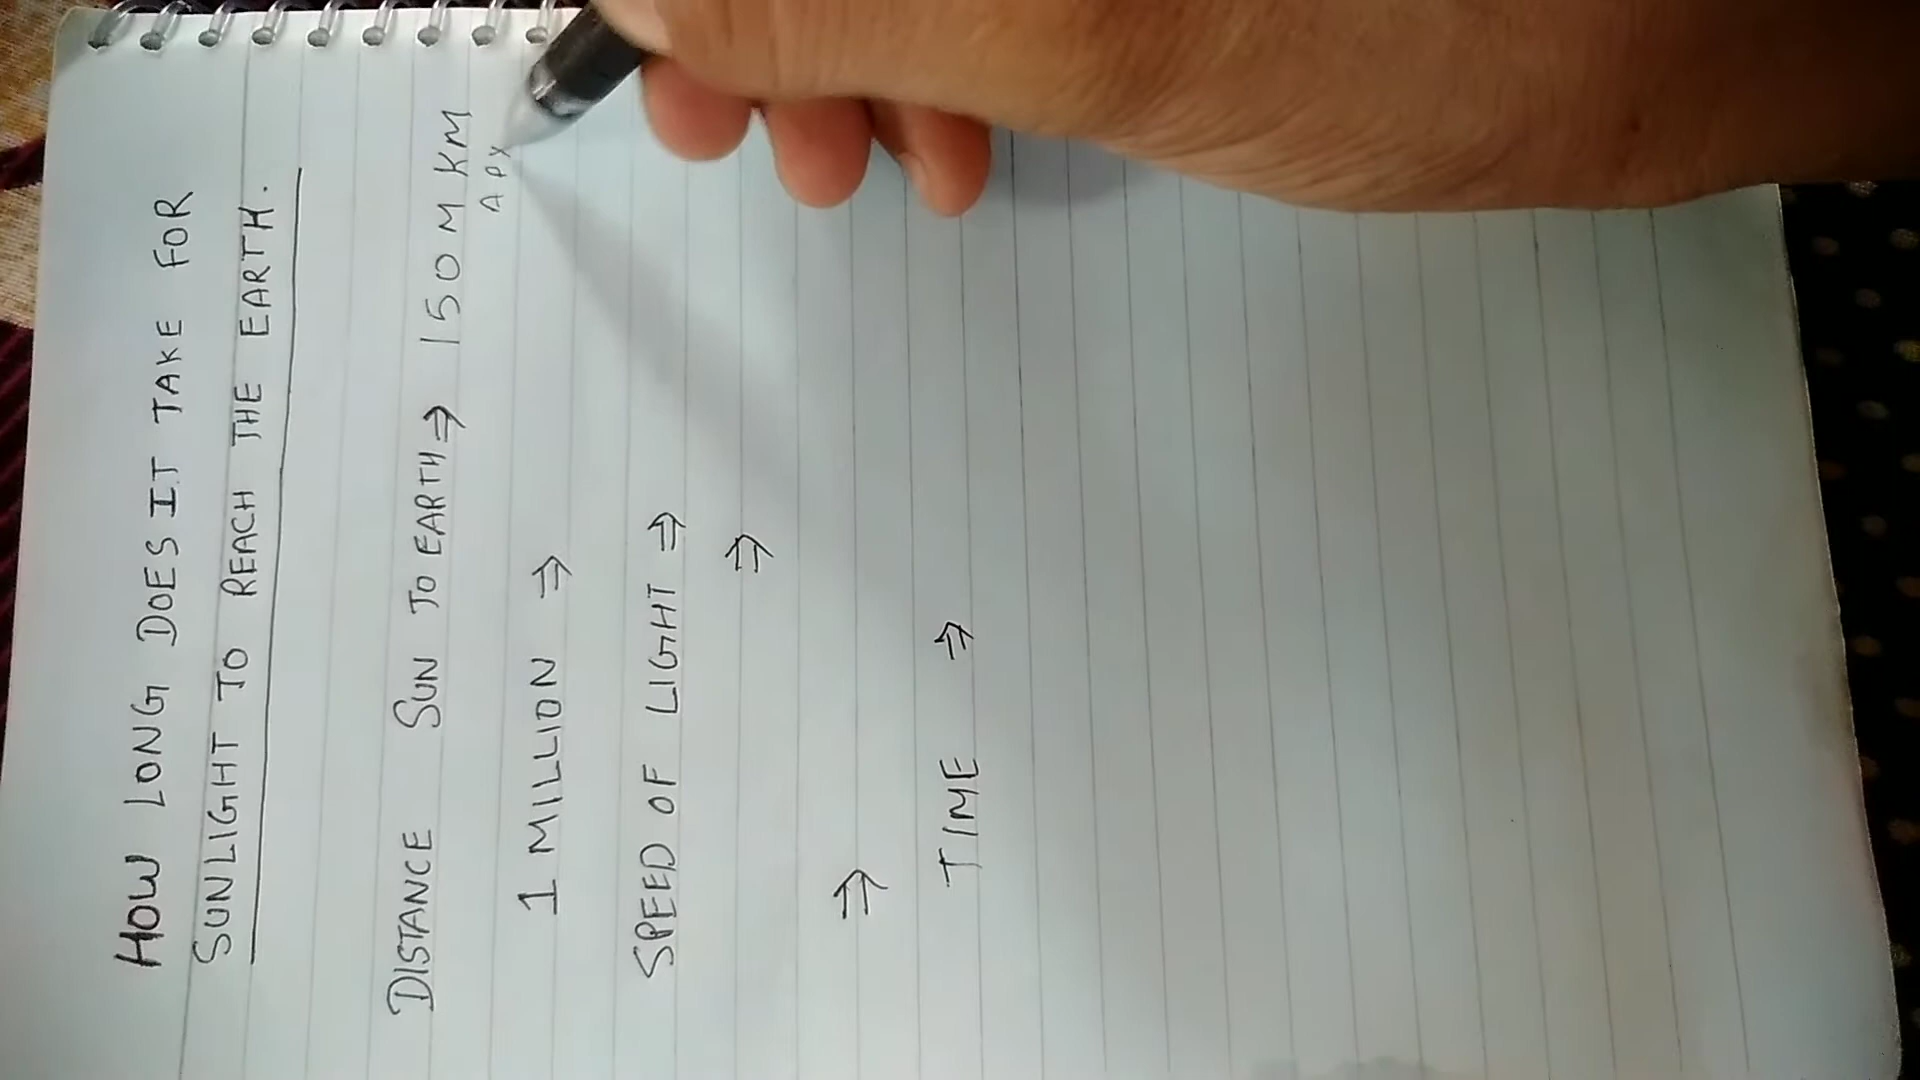 HOW LONG DOES IT TAKE FOR
SUNLIGHT TO REACH THE EARTH.
DISTANCE SUN TO EARTH ⇒ 150 M KM
APX
1 MILLION ⇒
SPEED OF LIGHT ⇒
⇒
⇒
TIME ⇒